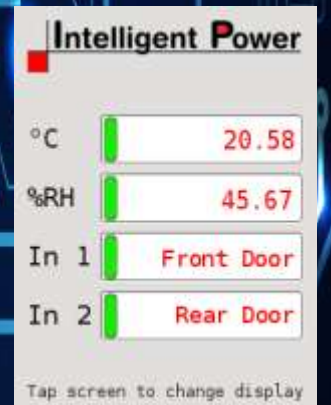 Intelligent Power
°C 20.58
%RH 45.67
In 1 Front Door
In 2 Rear Door
Tap screen to change display